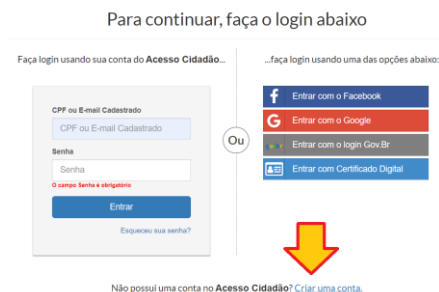 Para continuar, faça o login abaixo
Faça login usando sua conta do Acesso Cidadão...
CPF ou E-mail Cadastrado
CPF ou E-mail Cadastrado
Senha
Senha
O campo Senha é obrigatório
Entrar
Esqueceu sua senha?
Ou
...faça login usando uma das opções abaixo:
Entrar com o Facebook
Entrar com o Google
Entrar com o login Gov.Br
Entrar com Certificado Digital
Não possui uma conta no Acesso Cidadão? Criar uma conta.